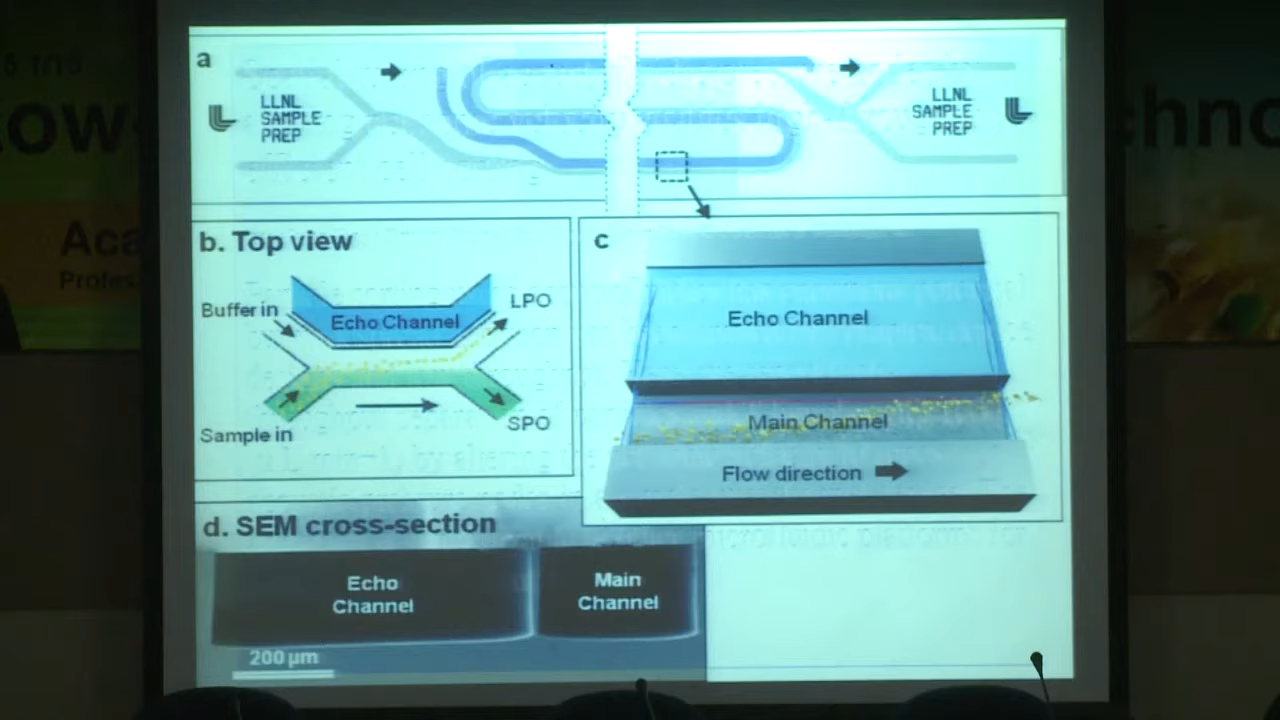 a
LLNL
SAMPLE
PREP
LLNL
SAMPLE
PREP
b. Top view
Buffer in
Echo Channel
LPO
Sample in
SPO
c
Echo Channel
Main Channel
Flow direction
d. SEM cross-section
Echo
Channel
Main
Channel
200 µm